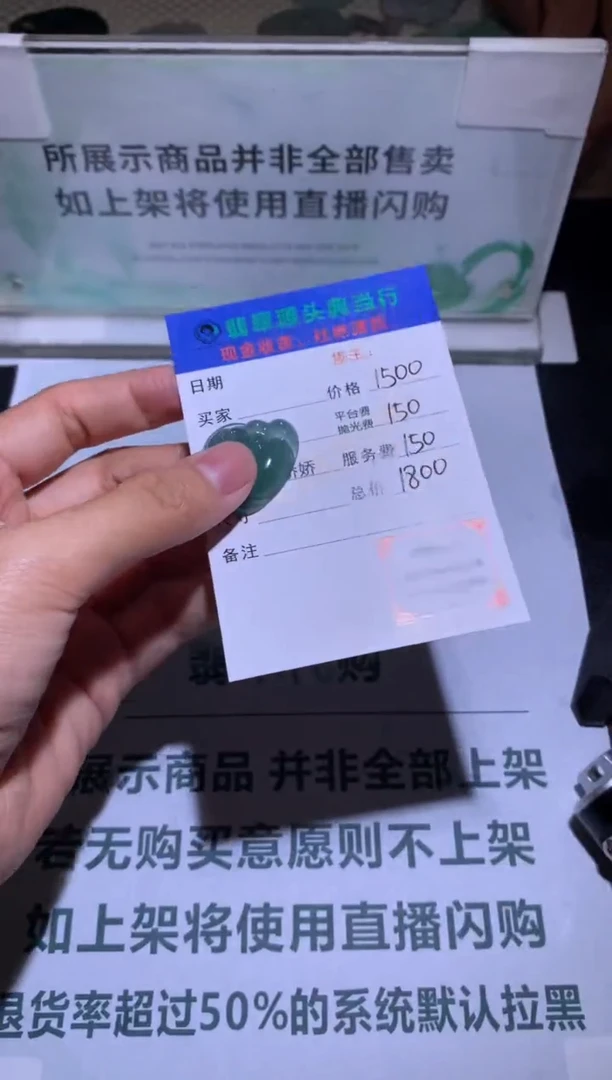 所展示商品并非全部售卖
如上架将使用直播闪购
翡翠源头典当行
现金收售、杜绝套路
货主：
日期
价格 1500
买家
平台费
抛光费 150
娇 服务费 150
总价 1800
备注
购
展示商品 并非全部上架
若无购买意愿则不上架
如上架将使用直播闪购
退货率超过50%的系统默认拉黑